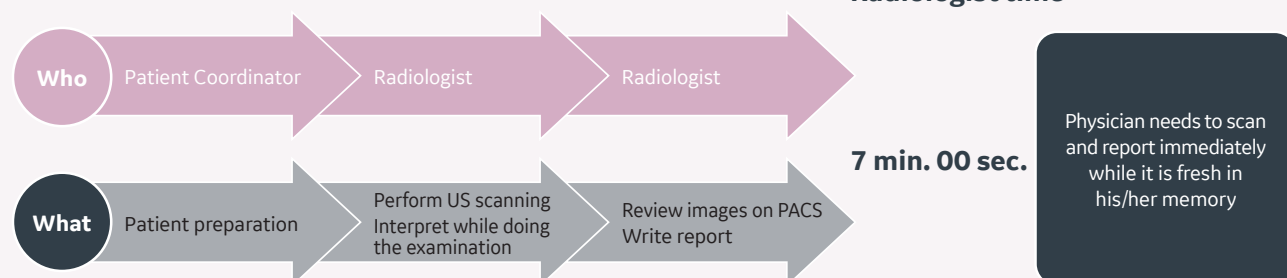 Who
Patient Coordinator
Radiologist
Radiologist
What
Patient preparation
Perform US scanning
Interpret while doing
the examination
Review images on PACS
Write report
7 min. 00 sec.
Physician needs to scan
and report immediately
while it is fresh in
his/her memory